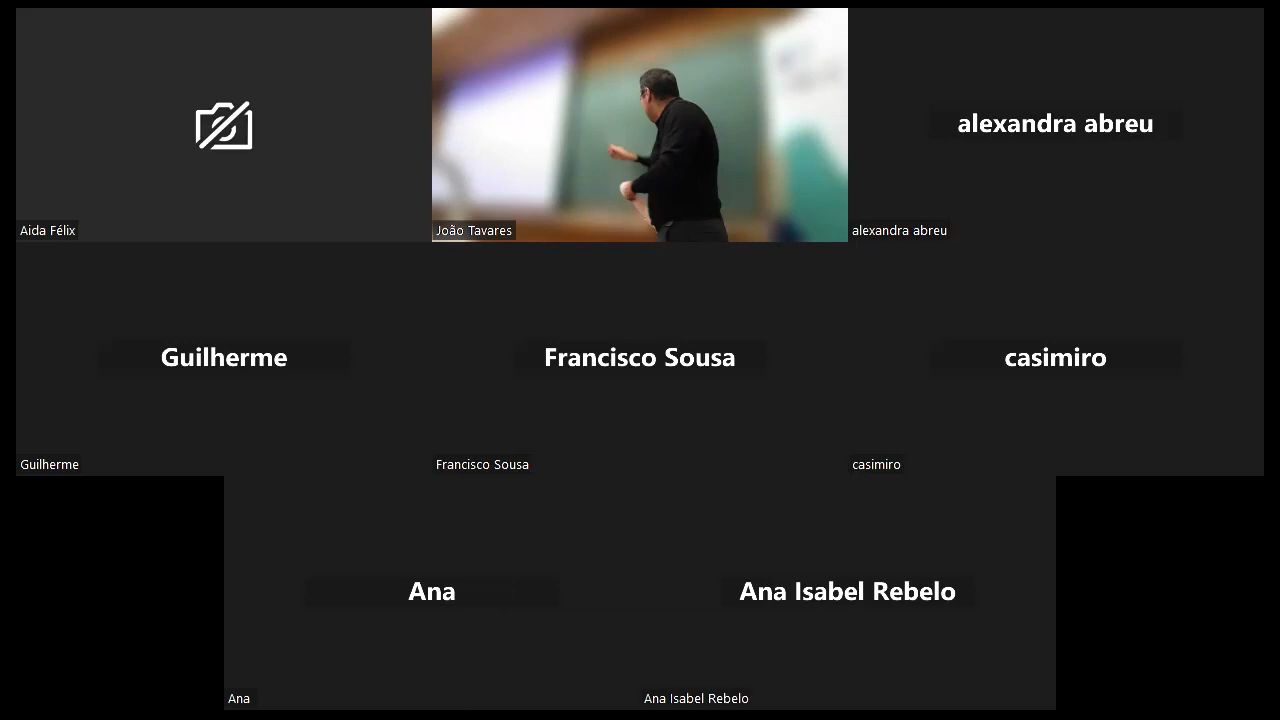 Aida Félix
João Tavares
alexandra abreu
alexandra abreu
Guilherme
Guilherme
Francisco Sousa
Francisco Sousa
casimiro
casimiro
Ana
Ana
Ana Isabel Rebelo
Ana Isabel Rebelo